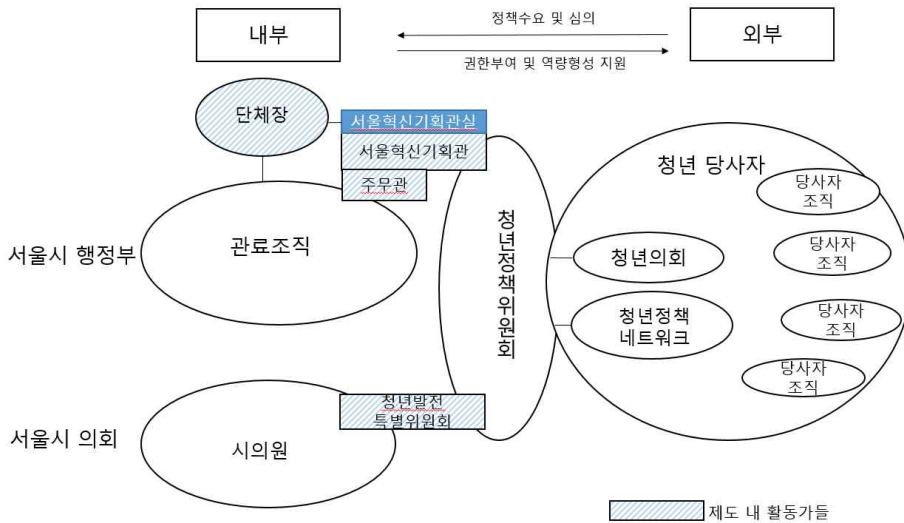 내부
정책수요 및 심의
외부
권한부여 및 역량형성 지원
단체장
서울혁신기획관실
서울혁신기획관
주무관
서울시 행정부
관료조직
청년정책위원회
청년 당사자
당사자
조직
청년의회
당사자
조직
청년정책
네트워크
당사자
조직
당사자
조직
청년발전
특별위원회
서울시 의회
시의원
제도 내 활동가들